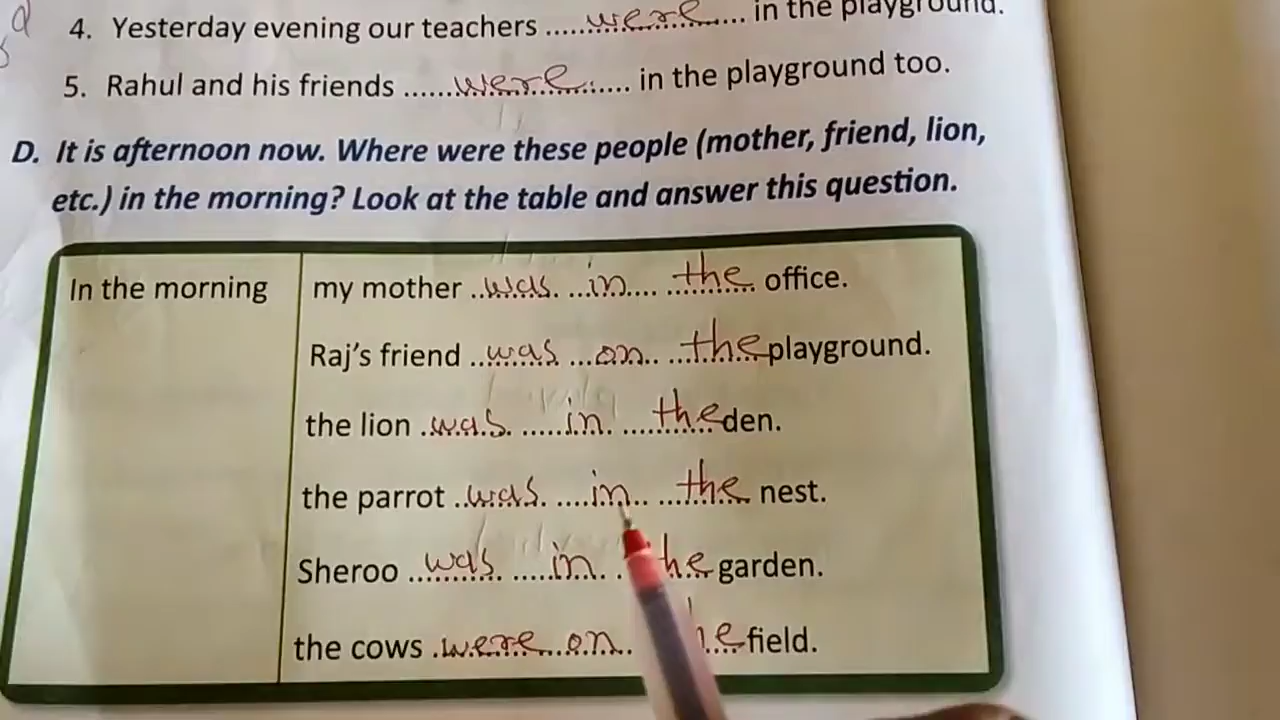 4. Yesterday evening our teachers ......were...... in the playground.
5. Rahul and his friends ......were...... in the playground too.
D. It is afternoon now. Where were these people (mother, friend, lion,
etc.) in the morning? Look at the table and answer this question.
In the morning
my mother ..was. ...in.... ...the... office.
Raj's friend ..was ...on.. ...the...playground.
the lion .was. .....in. ...the...den.
the parrot ..was. ....in.. ...the... nest.
Sheroo ...was. .....in.. .he..garden.
the cows .were...on. ..e..field.